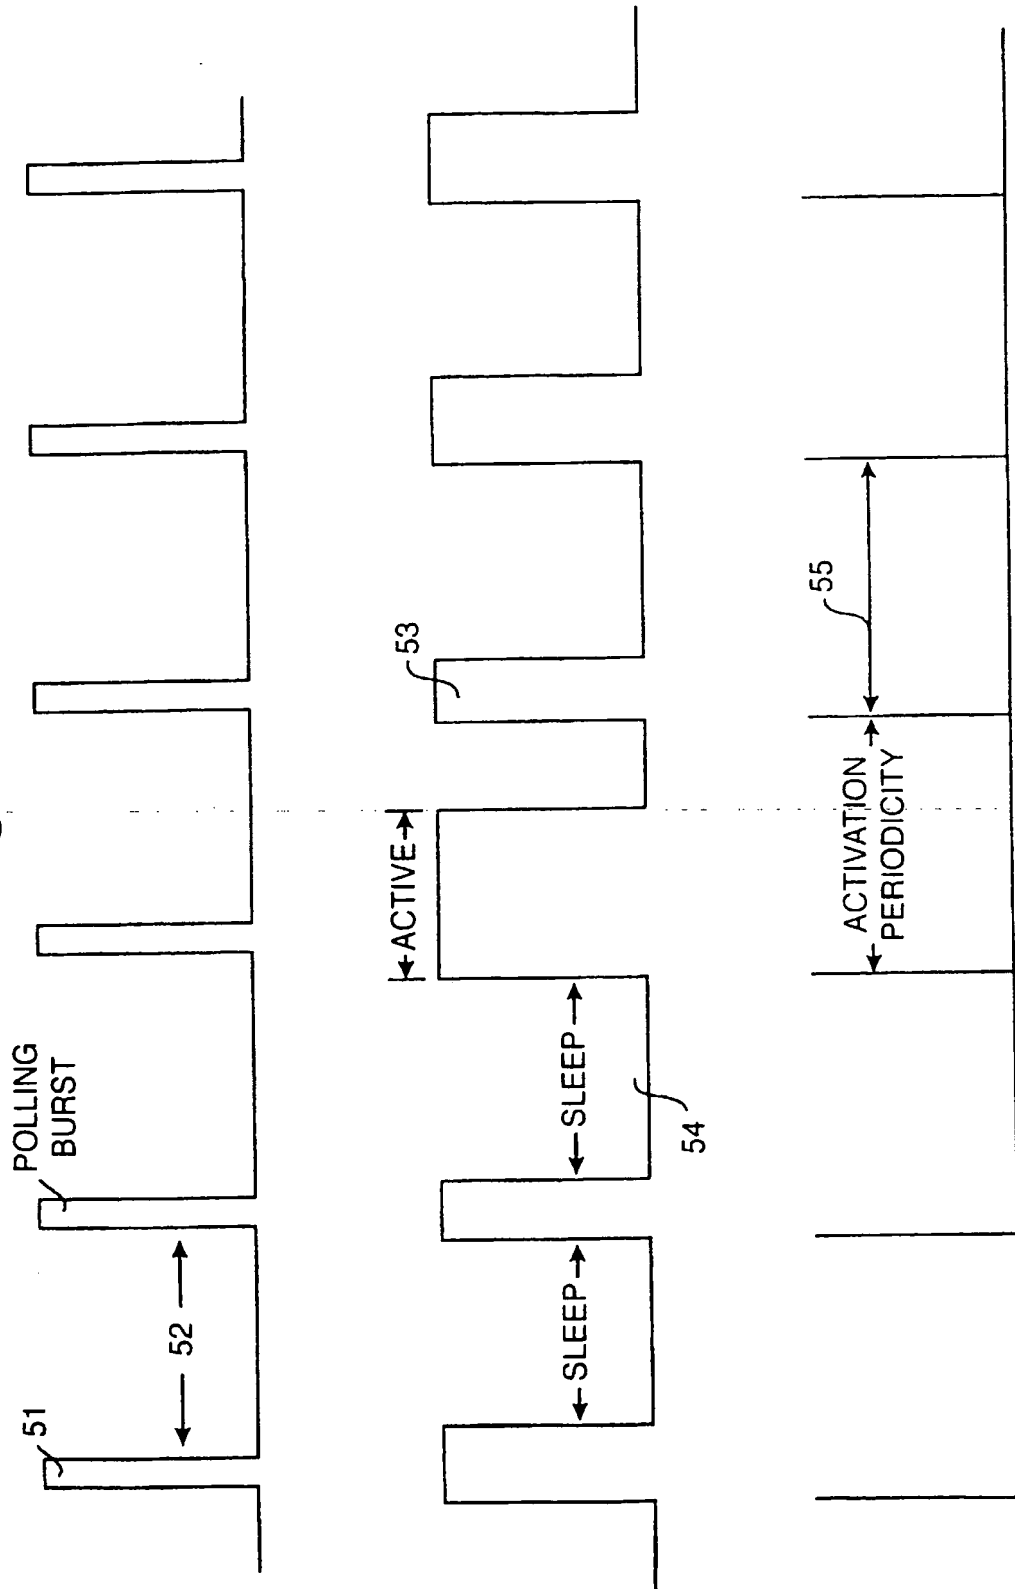 51
52
POLLING
BURST
SLEEP
SLEEP
54
ACTIVE
53
ACTIVATION
PERIODICITY
55